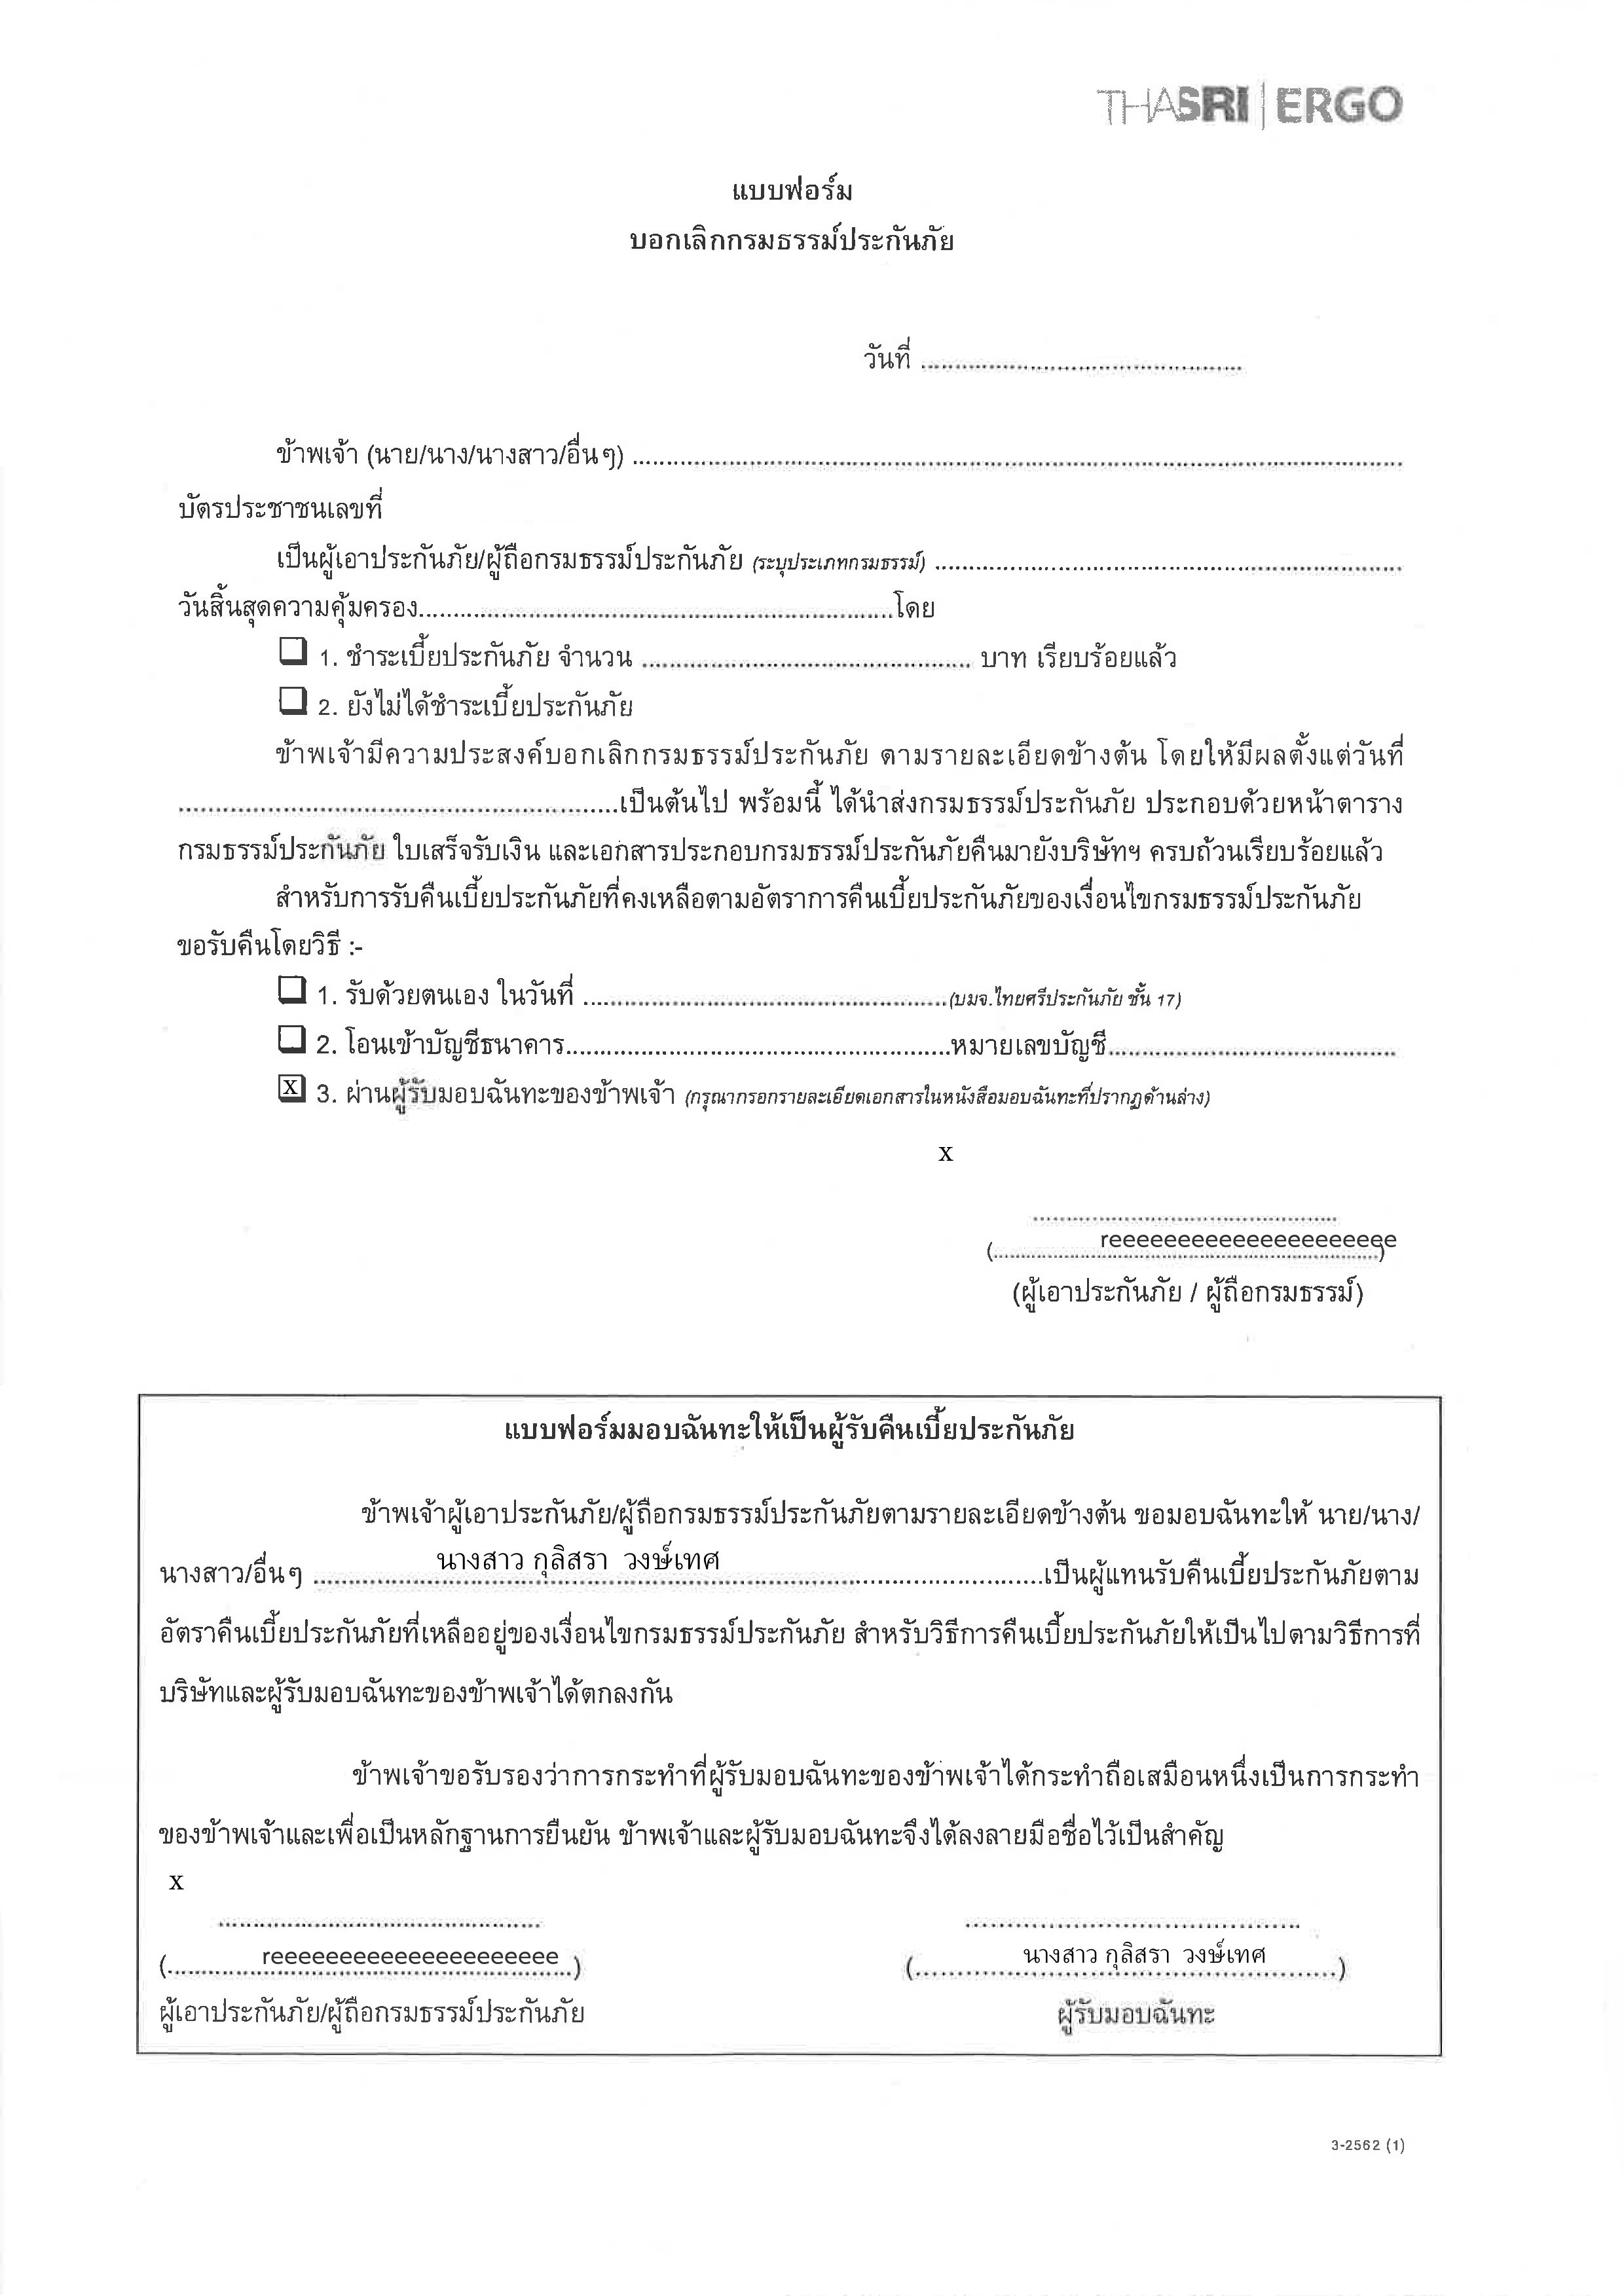 THASRI | ERGO
แบบฟอร์ม
บอกเลิกกรมธรรม์ประกันภัย
วันที่ ................................................
ข้าพเจ้า (นาย/นาง/นางสาว/อื่นๆ) ................................................
บัตรประชาชนเลขที่
เป็นผู้เอาประกันภัย/ผู้ถือกรมธรรม์ประกันภัย (ระบุประเภทกรมธรรม์) ................................................
วันสิ้นสุดความคุ้มครอง................................................โดย
❑ 1. ชำระเบี้ยประกันภัย จำนวน ................................................ บาท เรียบร้อยแล้ว
❑ 2. ยังไม่ได้ชำระเบี้ยประกันภัย
ข้าพเจ้ามีความประสงค์บอกเลิกกรมธรรม์ประกันภัย ตามรายละเอียดข้างต้น โดยให้มีผลตั้งแต่วันที่
................................................เป็นต้นไป พร้อมนี้ ได้นำส่งกรมธรรม์ประกันภัย ประกอบด้วยหน้าตาราง
กรมธรรม์ประกันภัย ใบเสร็จรับเงิน และเอกสารประกอบกรมธรรม์ประกันภัยคืนมายังบริษัทฯ ครบถ้วนเรียบร้อยแล้ว
สำหรับการรับคืนเบี้ยประกันภัยที่คงเหลือตามอัตราการคืนเบี้ยประกันภัยของเงื่อนไขกรมธรรม์ประกันภัย
ขอรับคืนโดยวิธี :-
❑ 1. รับด้วยตนเอง ในวันที่ ................................................(บมจ.ไทยศรีประกันภัย ชั้น 17)
❑ 2. โอนเข้าบัญชีธนาคาร................................................หมายเลขบัญชี................................................
x 3. ผ่านผู้รับมอบฉันทะของข้าพเจ้า (กรุณากรอกรายละเอียดเอกสารในหนังสือมอบฉันทะที่ปรากฏด้านล่าง)
x
................................................
(reeeeeeeeeeeeeeeeeeeee)
(ผู้เอาประกันภัย / ผู้ถือกรมธรรม์)
แบบฟอร์มมอบฉันทะให้เป็นผู้รับคืนเบี้ยประกันภัย
ข้าพเจ้าผู้เอาประกันภัย/ผู้ถือกรมธรรม์ประกันภัยตามรายละเอียดข้างต้น ขอมอบฉันทะให้ นาย/นาง/
นางสาว/อื่นๆ ........นางสาว กุลิสรา วงษ์เทศ........เป็นผู้แทนรับคืนเบี้ยประกันภัยตาม
อัตราคืนเบี้ยประกันภัยที่เหลืออยู่ของเงื่อนไขกรมธรรม์ประกันภัย สำหรับวิธีการคืนเบี้ยประกันภัยให้เป็นไปตามวิธีการที่
บริษัทและผู้รับมอบฉันทะของข้าพเจ้าได้ตกลงกัน
ข้าพเจ้าขอรับรองว่าการกระทำที่ผู้รับมอบฉันทะของข้าพเจ้าได้กระทำถือเสมือนหนึ่งเป็นการกระทำ
ของข้าพเจ้าและเพื่อเป็นหลักฐานการยืนยัน ข้าพเจ้าและผู้รับมอบฉันทะจึงได้ลงลายมือชื่อไว้เป็นสำคัญ
x
................................................ ................................................
(reeeeeeeeeeeeeeeeeeeee) (นางสาว กุลิสรา วงษ์เทศ)
ผู้เอาประกันภัย/ผู้ถือกรมธรรม์ประกันภัย ผู้รับมอบฉันทะ
3-2562 (1)